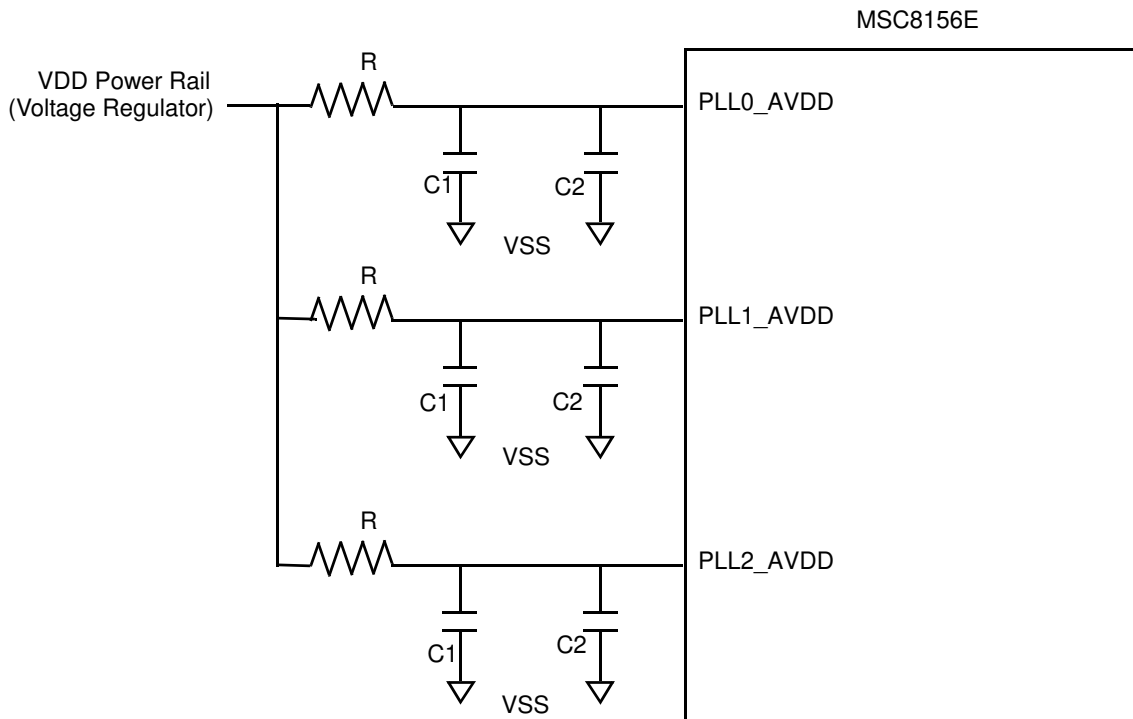 MSC8156E
R
VDD Power Rail
(Voltage Regulator)
PLL0_AVDD
C1
C2
VSS
R
PLL1_AVDD
C1
C2
VSS
R
PLL2_AVDD
C1
C2
VSS